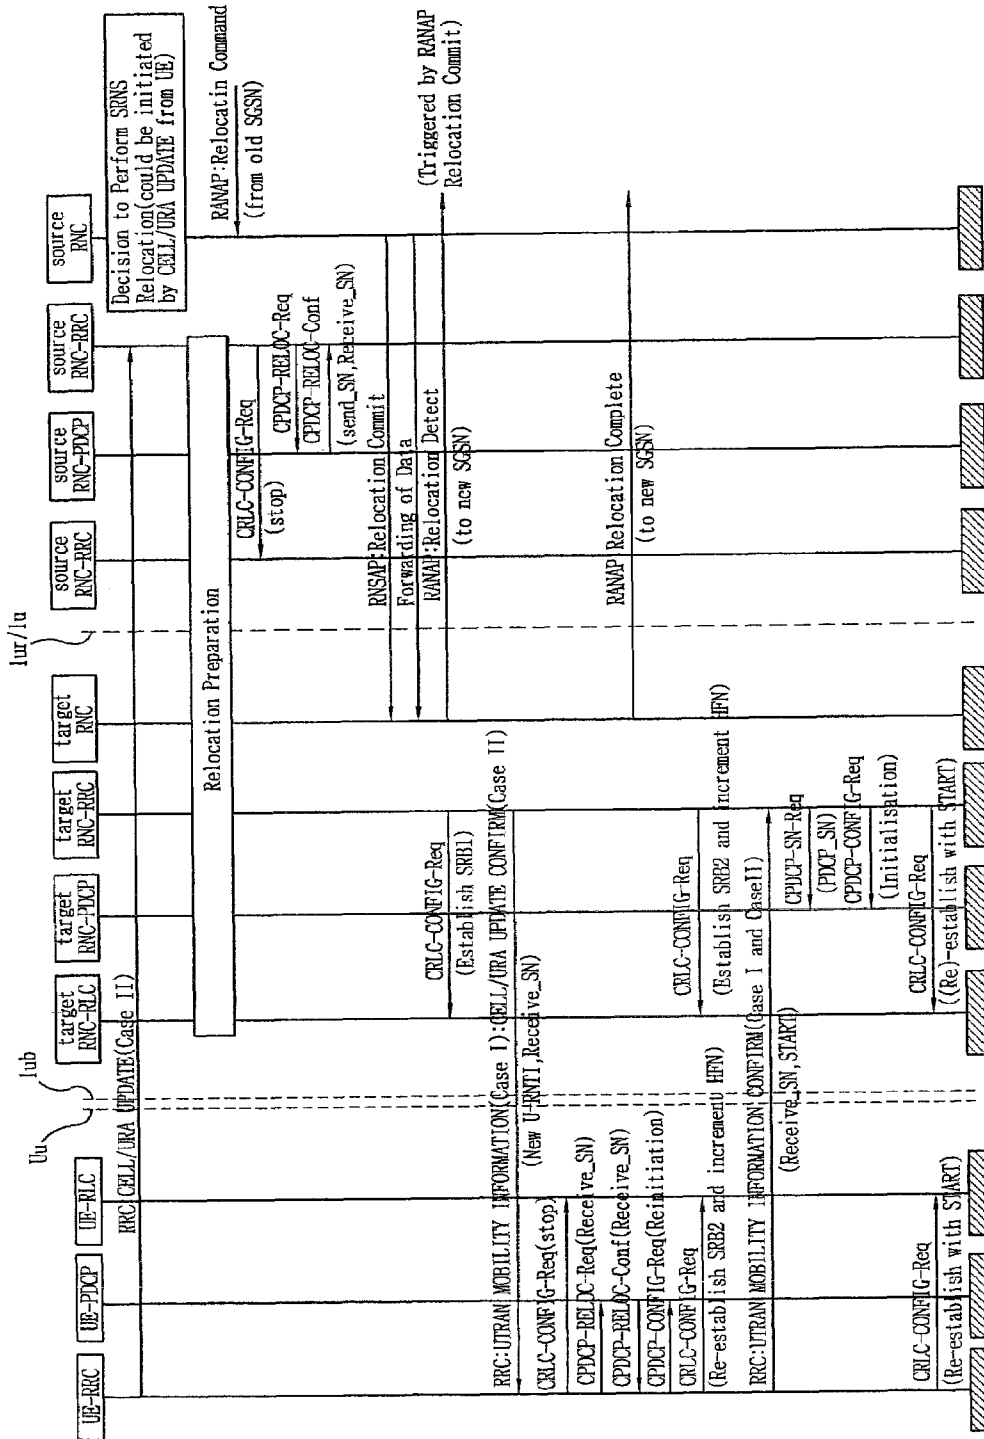 UE-RRC
UE-PDCP
UE-RLC
Uu
lub
target
RNC-RLC
target
RNC-PDCP
target
RNC-RRC
target
RNC
lur/lu
source
RNC-RRC
source
RNC-PDCP
source
RNC-RRC
source
RNC
RRC:CELL/URA UPDATE(Case II)
Decision to Perform SRNS
Relocation(could be initiated
by CELL/URA UPDATE from UE)
Relocation Preparation
RANAP:Relocatin Command
(from old SGSN)
CRLC-CONFIG-Req
(stop)
CPDCP-RELOC-Req
CPDCP-RELOC-Conf
(send_SN,Receive_SN)
RNSAP:Relocation Commit
Forwarding of Data
RANAP:Relocation Detect
(to new SGSN)
(Triggered by RANAP
Relocation Commit)
CRLC-CONFIG-Req
(Establish SRB1)
RRC:UTRAN MOBILITY INFORMATION(Case I):CELL/URA UPDATE CONFIRM(Case II)
(New U-RNTI,Receive_SN)
(CRLC-CONFIG-Req(stop)
CPDCP-RELOC-Req(Receive_SN)
CPDCP-RELOC-Conf(Receive_SN)
CPDCP-CONFIG-Req(Reinitiation)
CRLC-CONFIG-Req
(Re-establish SRB2 and increment HFN)
CRLC-CONFIG-Req
(Establish SRB2 and increment HFN)
RANAP:Relocation Complete
(to new SGSN)
RRC:UTRAN MOBILITY INFORMATION CONFIRM(Case I and CaseII)
(Receive_SN,START)
CPDCP-SN-Req
(PDCP_SN)
CPDCP-CONFIG-Req
(Initialisation)
CRLC-CONFIG-Req
(Re-establish with START)
CRLC-CONFIG-Req
((Re)-establish with START)